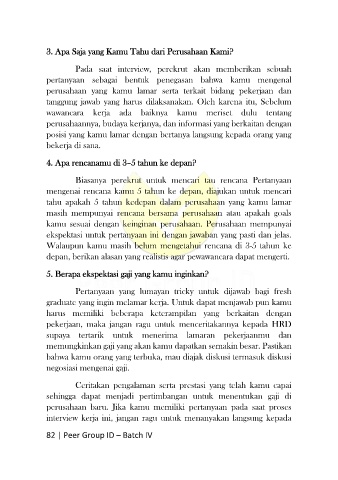 3. Apa Saja yang Kamu Tahu dari Perusahaan Kami?
Pada saat interview, perekrut akan memberikan sebuah
pertanyaan sebagai bentuk penegasan bahwa kamu mengenal
perusahaan yang kamu lamar serta terkait bidang pekerjaan dan
tanggung jawab yang harus dilaksanakan. Oleh karena itu, Sebelum
wawancara kerja ada baiknya kamu meriset dulu tentang
perusahaannya, budaya kerjanya, dan informasi yang berkaitan dengan
posisi yang kamu lamar dengan bertanya langsung kepada orang yang
bekerja di sana.
4. Apa rencanamu di 3–5 tahun ke depan?
Biasanya perekrut untuk mencari tau rencana Pertanyaan
mengenai rencana kamu 5 tahun ke depan, diajukan untuk mencari
tahu apakah 5 tahun kedepan dalam perusahaan yang kamu lamar
masih mempunyai rencana bersama perusahaan atau apakah goals
kamu sesuai dengan keinginan perusahaan. Perusahaan mempunyai
ekspektasi untuk pertanyaan ini dengan jawaban yang pasti dan jelas.
Walaupun kamu masih belum mengetahui rencana di 3-5 tahun ke
depan, berikan alasan yang realistis agar pewawancara dapat mengerti.
5. Berapa ekspektasi gaji yang kamu inginkan?
Pertanyaan yang lumayan tricky untuk dijawab bagi fresh
graduate yang ingin melamar kerja. Untuk dapat menjawab pun kamu
harus memiliki beberapa keterampilan yang berkaitan dengan
pekerjaan, maka jangan ragu untuk menceritakannya kepada HRD
supaya tertarik untuk menerima lamaran pekerjaanmu dan
memungkinkan gaji yang akan kamu dapatkan semakin besar. Pastikan
bahwa kamu orang yang terbuka, mau diajak diskusi termasuk diskusi
negosiasi mengenai gaji.
Ceritakan pengalaman serta prestasi yang telah kamu capai
sehingga dapat menjadi pertimbangan untuk menentukan gaji di
perusahaan baru. Jika kamu memiliki pertanyaan pada saat proses
interview kerja ini, jangan ragu untuk menanyakan langsung kepada
82 | Peer Group ID – Batch IV